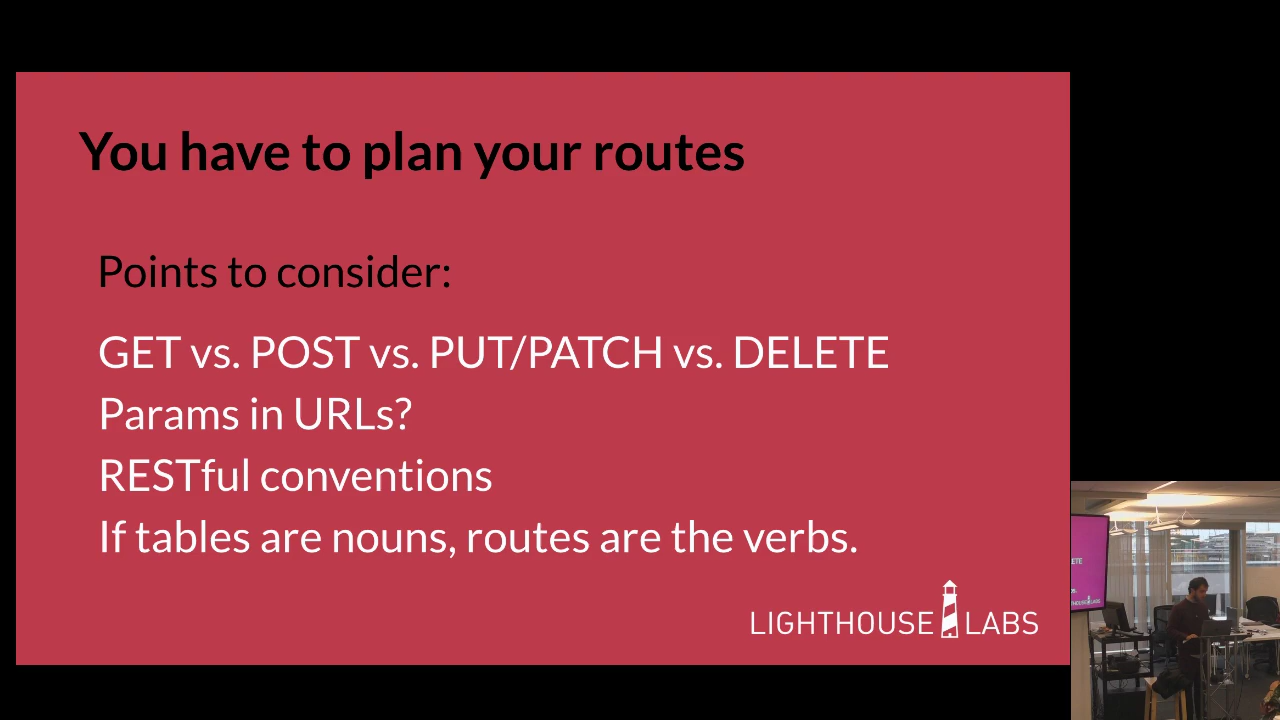 You have to plan your routes
Points to consider:
GET vs. POST vs. PUT/PATCH vs. DELETE
Params in URLs?
RESTful conventions
If tables are nouns, routes are the verbs.
LIGHTHOUSE LABS